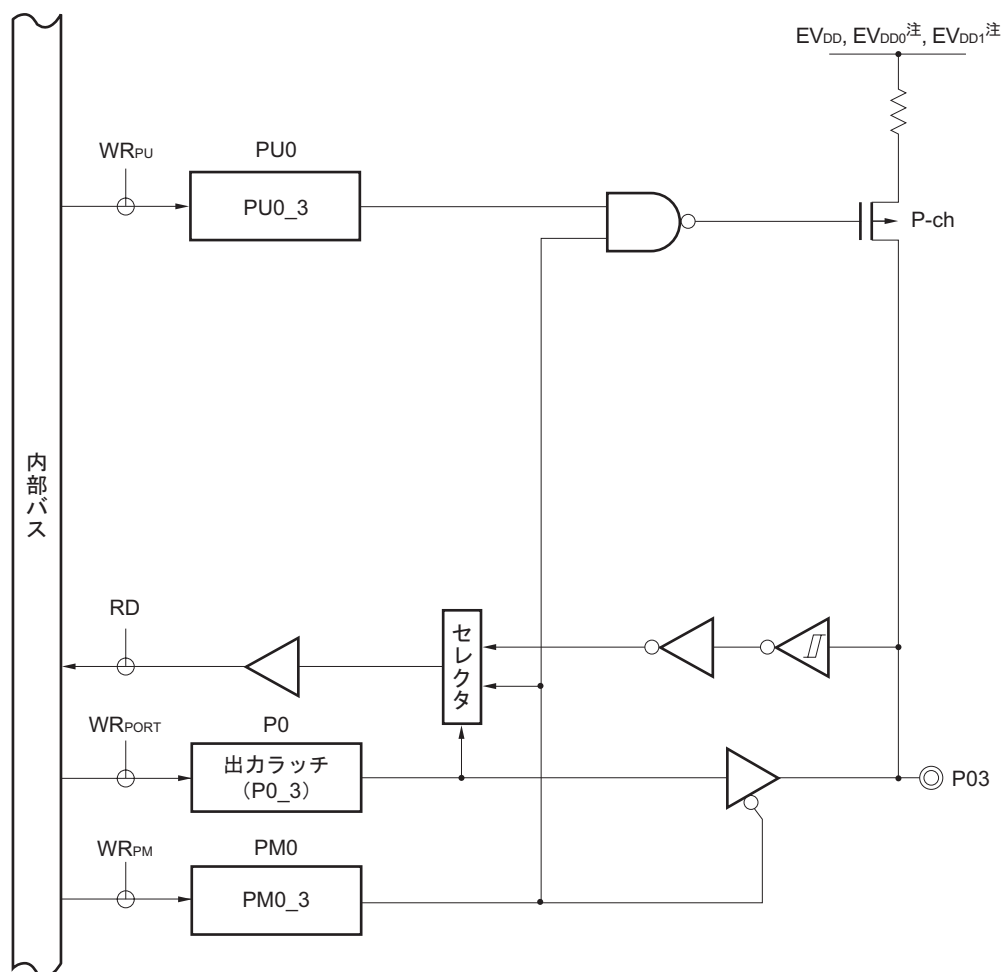 EVDD, EVDD0注, EVDD1注
WRPU
PU0
PU0_3
P-ch
内部バス
RD
セレクタ
WRPORT
P0
出力ラッチ
(P0_3)
P03
WRPM
PM0
PM0_3